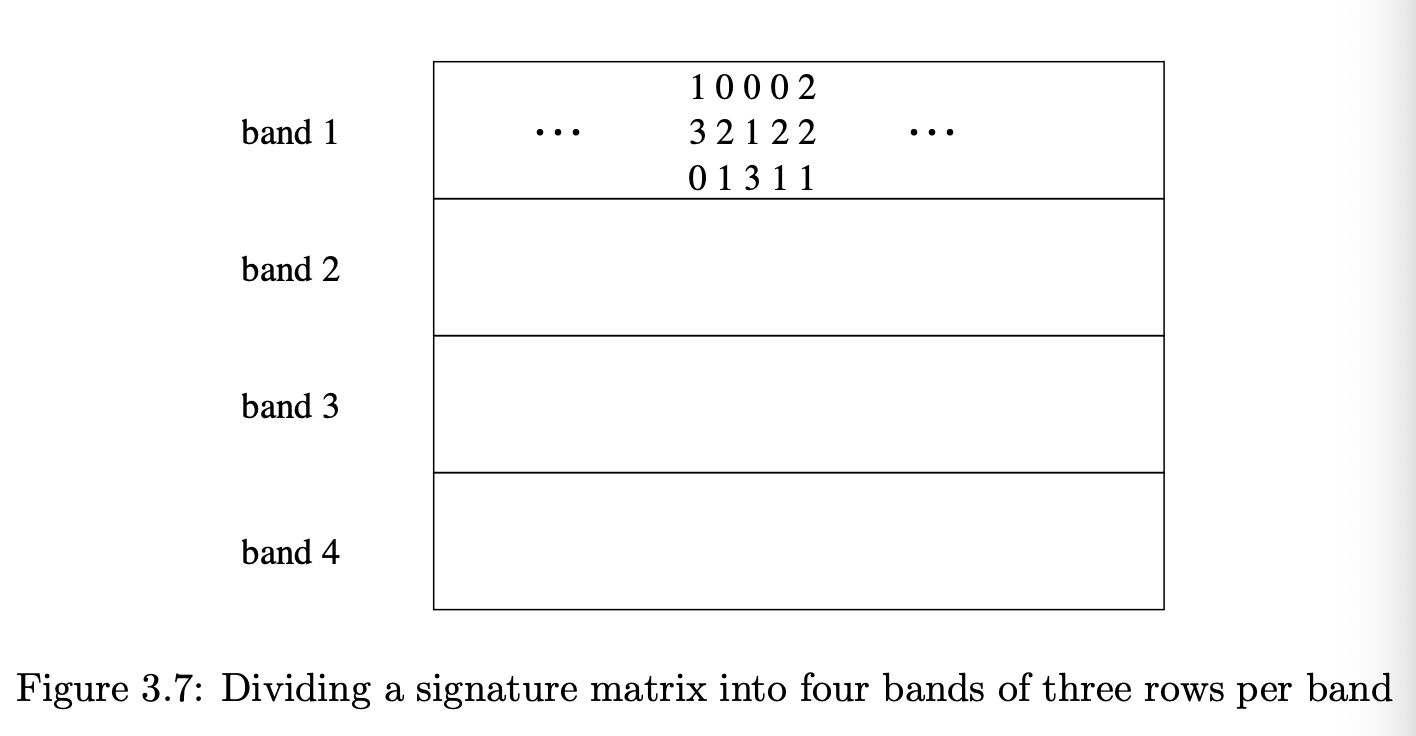 1 0 0 0 2
band 1 ... 3 2 1 2 2 ...
0 1 3 1 1
band 2
band 3
band 4
Figure 3.7: Dividing a signature matrix into four bands of three rows per band